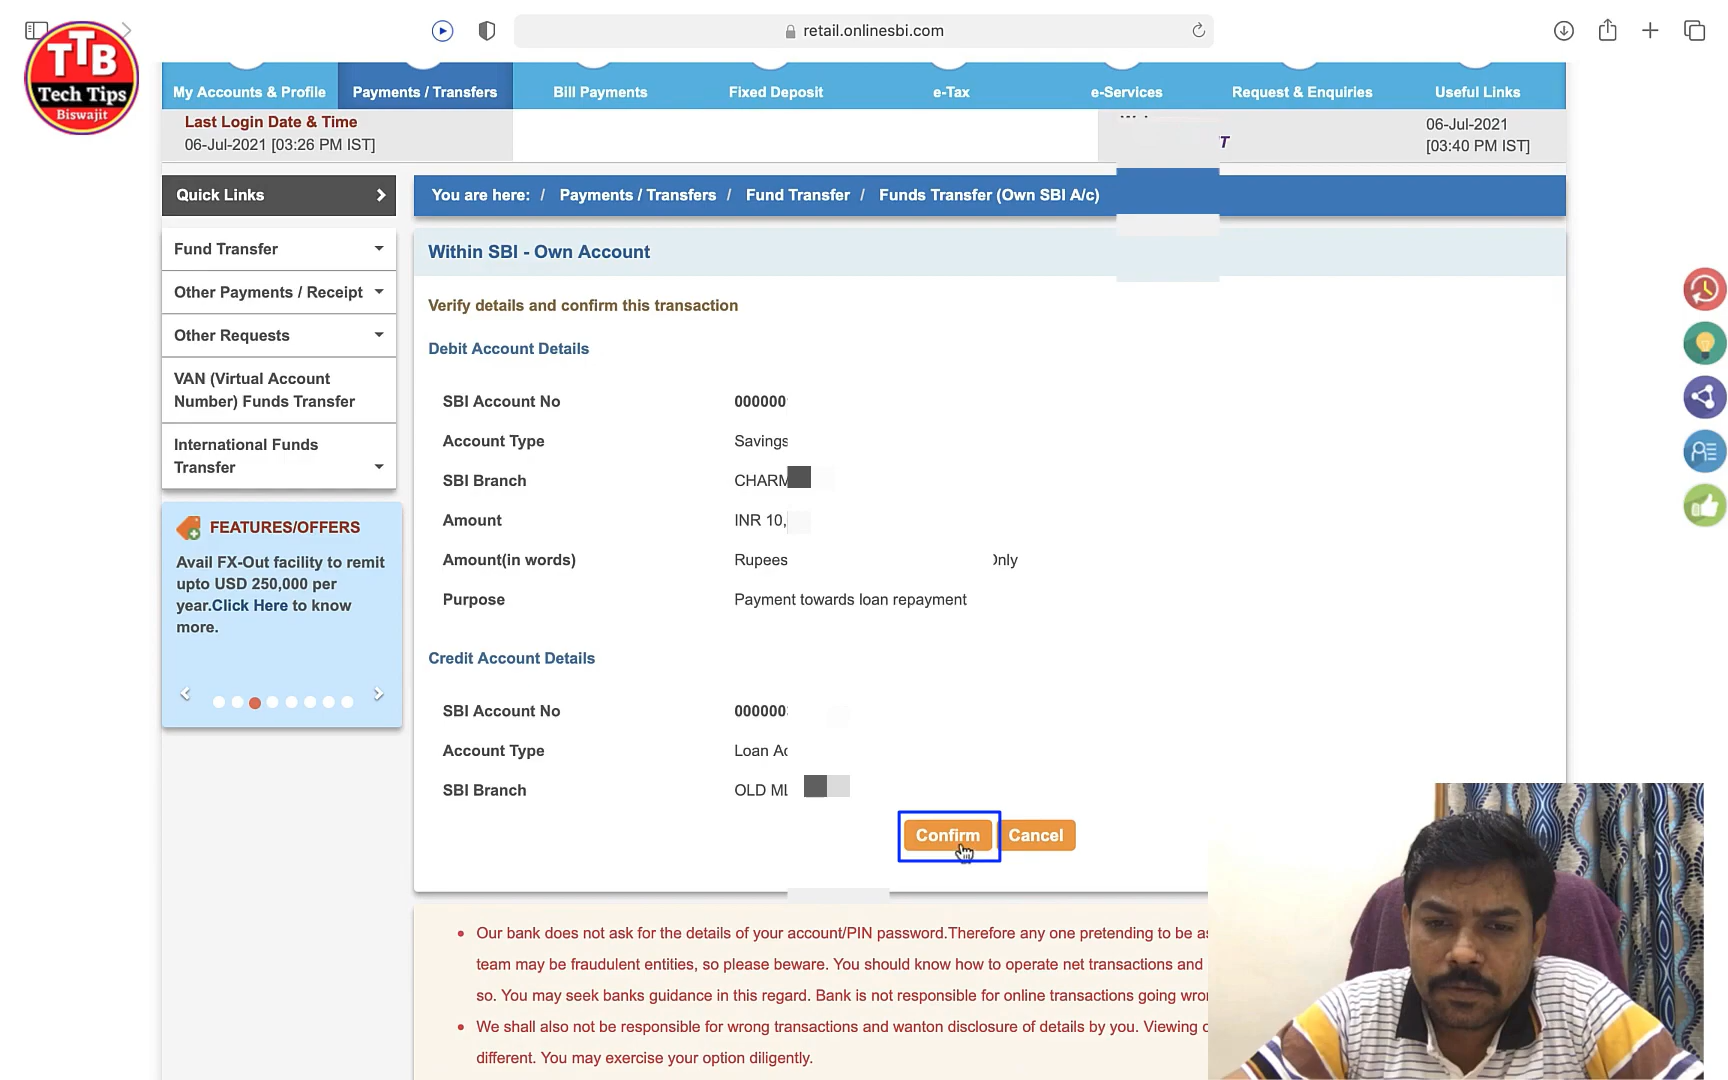 retail.onlinesbi.com
TTB
Tech Tips
Biswajit
My Accounts & Profile
Payments / Transfers
Bill Payments
Fixed Deposit
e-Tax
e-Services
Request & Enquiries
Useful Links
Last Login Date & Time
06-Jul-2021 [03:26 PM IST]
T
06-Jul-2021
[03:40 PM IST]
Quick Links
You are here: / Payments / Transfers / Fund Transfer / Funds Transfer (Own SBI A/c)
Fund Transfer
Other Payments / Receipt
Other Requests
VAN (Virtual Account
Number) Funds Transfer
International Funds
Transfer
FEATURES/OFFERS
Avail FX-Out facility to remit
upto USD 250,000 per
year.Click Here to know
more.
Within SBI - Own Account
Verify details and confirm this transaction
Debit Account Details
SBI Account No 000000
Account Type Savings
SBI Branch CHARM
Amount INR 10,
Amount(in words) Rupees Only
Purpose Payment towards loan repayment
Credit Account Details
SBI Account No 000000
Account Type Loan
SBI Branch OLD
Confirm Cancel
Our bank does not ask for the details of your account/PIN password.Therefore any one pretending to be
team may be fraudulent entities, so please beware. You should know how to operate net transactions and
so. You may seek banks guidance in this regard. Bank is not responsible for online transactions going
We shall also not be responsible for wrong transactions and wanton disclosure of details by you. Viewing
different. You may exercise your option diligently.